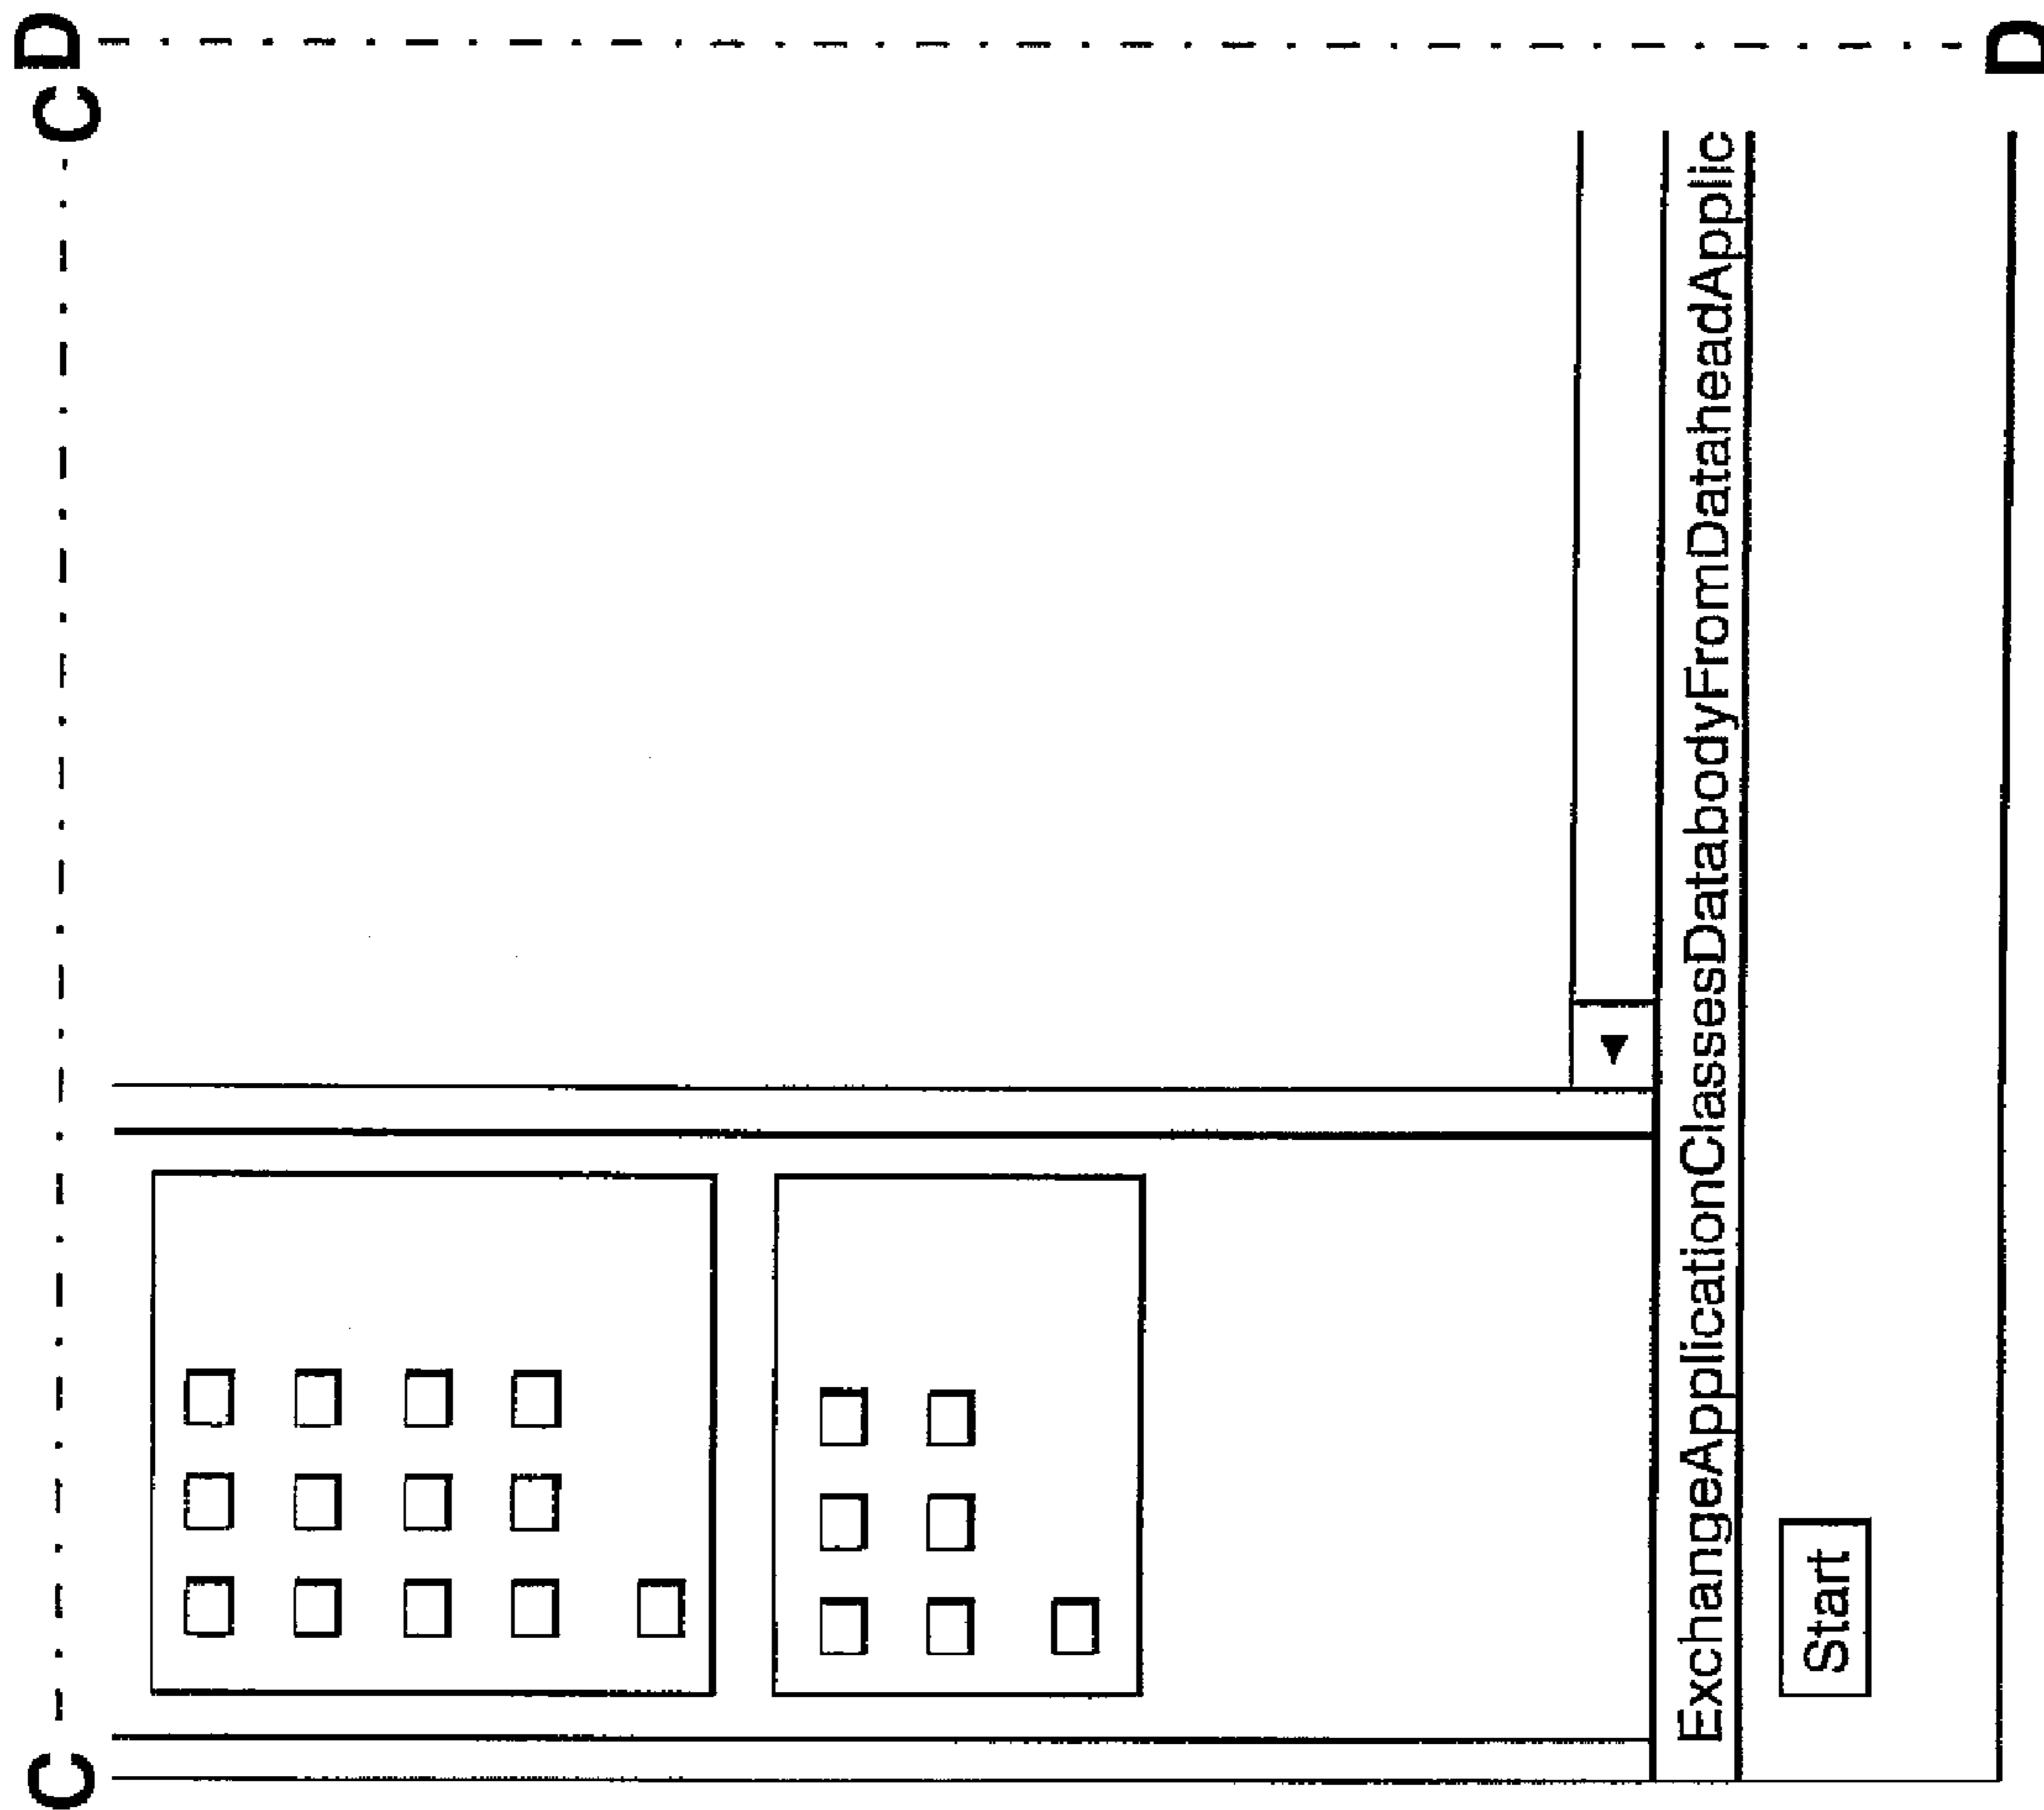 C C
D
ExchangeApplicationClassesDatabodyFromDataheadApplic
Start
D